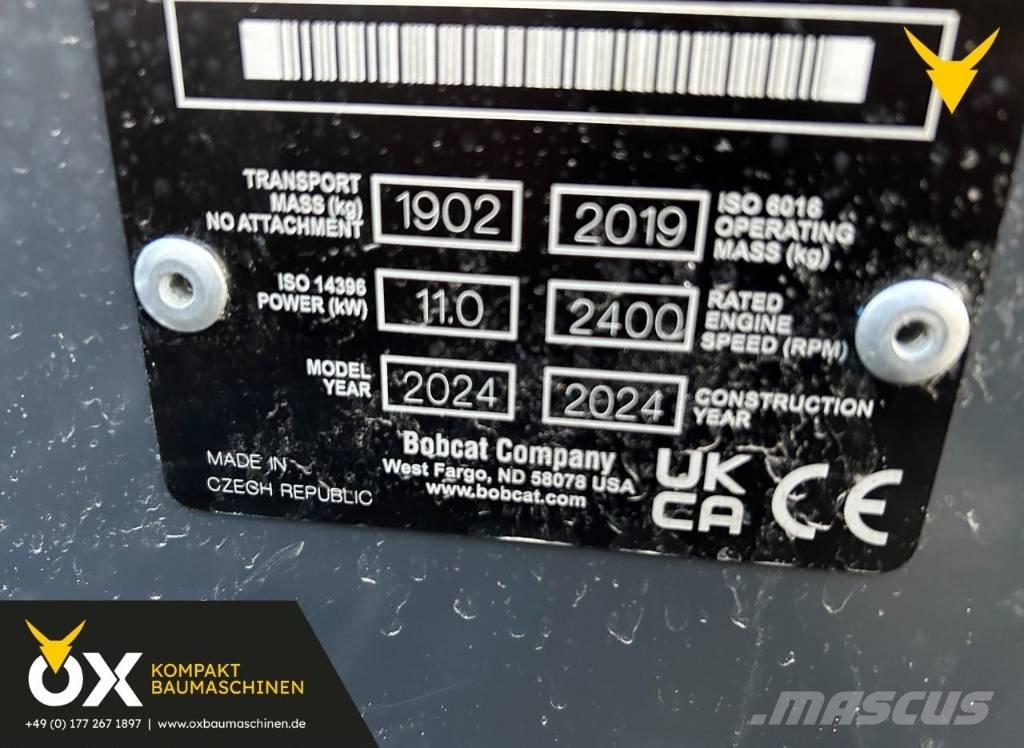 TRANSPORT
MASS (kg)
NO ATTACHMENT
1902
2019
ISO 6016
OPERATING
MASS (kg)
ISO 14396
POWER (kW)
11.0
2400
RATED
ENGINE
SPEED (RPM)
MODEL
YEAR
2024
2024
CONSTRUCTION
YEAR
MADE IN
CZECH REPUBLIC
Bobcat Company
West Fargo, ND 58078 USA
www.bobcat.com
UK
CA
CE
OX
KOMPAKT
BAUMASCHINEN
+49 (0) 177 267 1897 | www.oxbaumaschinen.de
.MASCUS